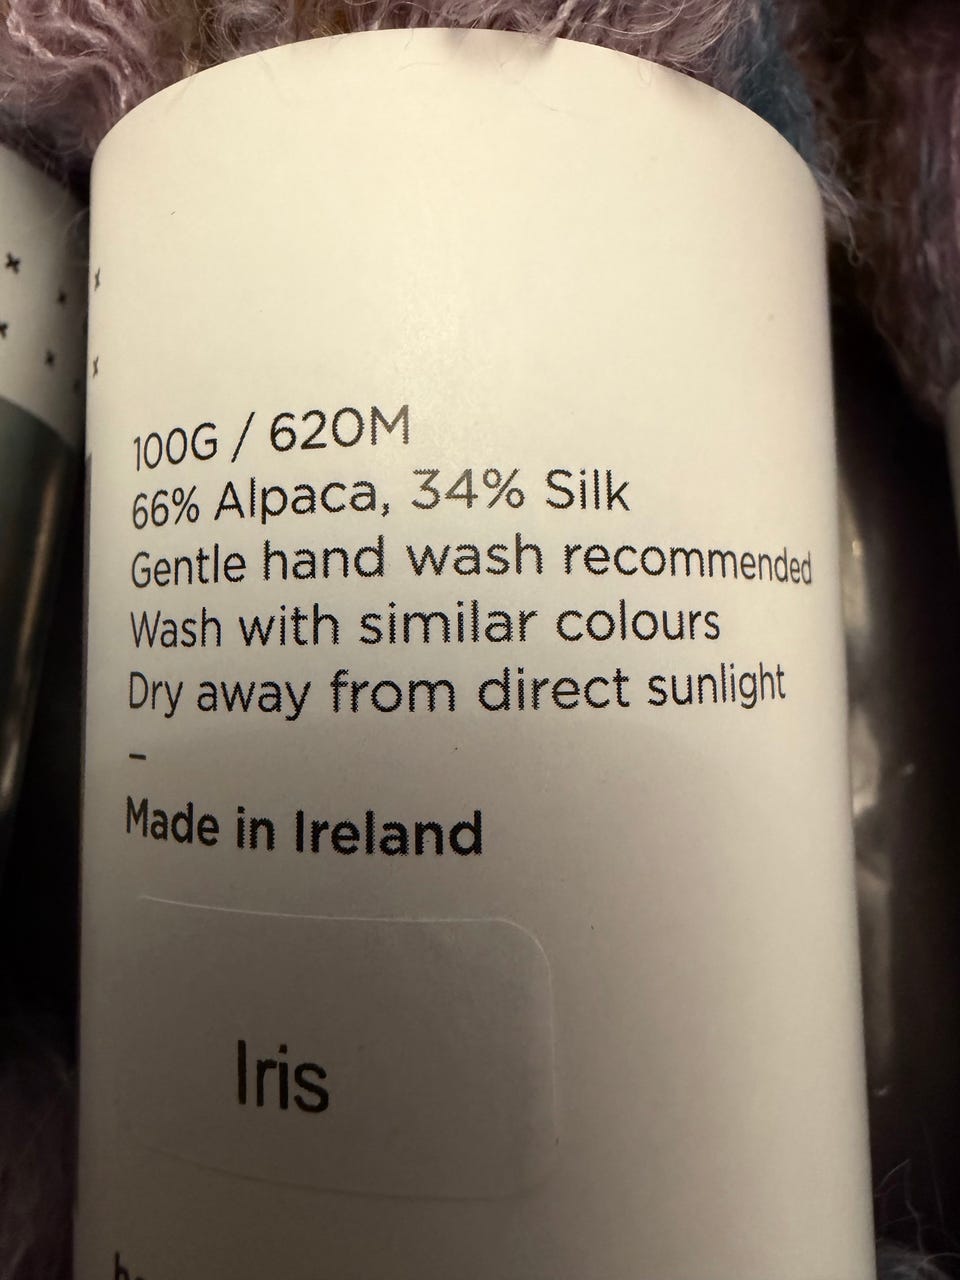 100G / 620M
66% Alpaca, 34% Silk
Gentle hand wash recommended
Wash with similar colours
Dry away from direct sunlight
–
Made in Ireland
Iris